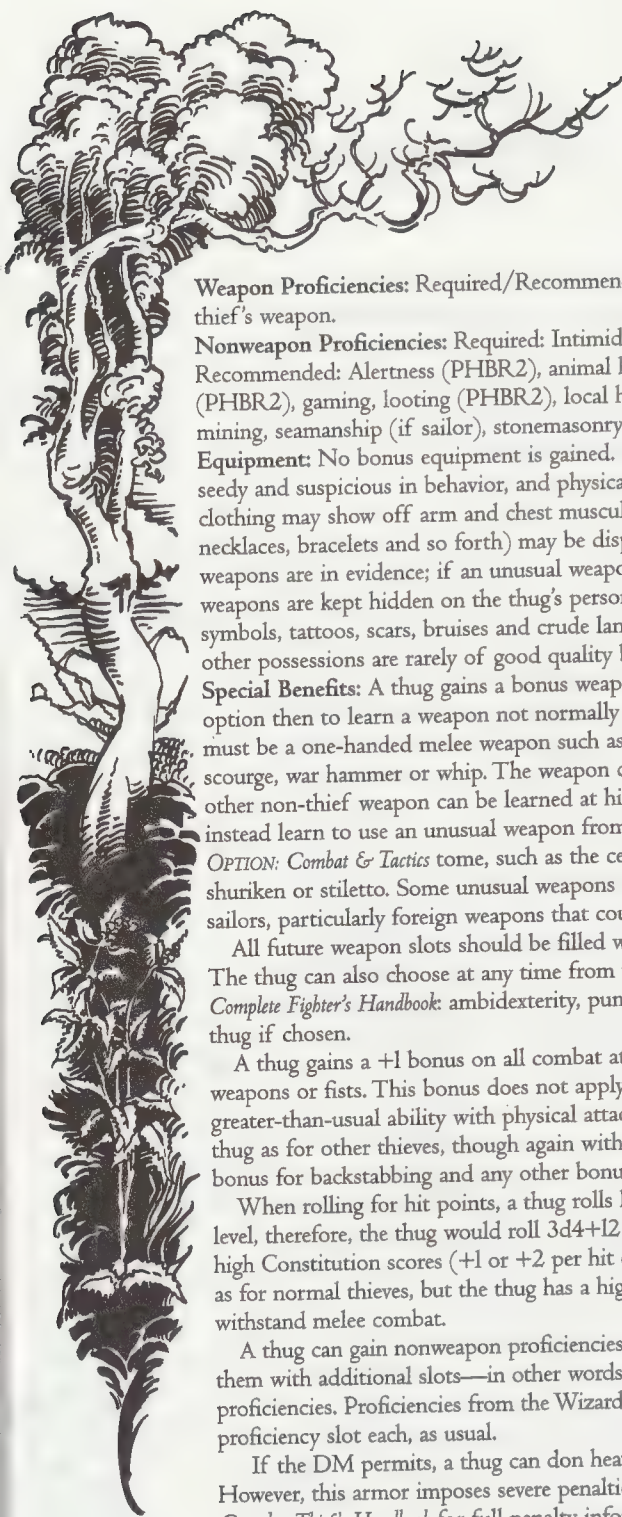 Weapon Proficiencies: Required/Recommen
thief's weapon.
Nonweapon Proficiencies: Required: Intimid
Recommended: Alertness (PHBR2), animal
(PHBR2), gaming, looting (PHBR2), local
mining, seamanship (if sailor), stonemasonry
Equipment: No bonus equipment is gained.
seedy and suspicious in behavior, and physica
clothing may show off arm and chest muscul
necklaces, bracelets and so forth) may be disp
weapons are in evidence; if an unusual weapo
weapons are kept hidden on the thug's person
symbols, tattoos, scars, bruises and crude lan
other possessions are rarely of good quality
Special Benefits: A thug gains a bonus weap
option then to learn a weapon not normally
must be a one-handed melee weapon such as
scourge, war hammer or whip. The weapon c
other non-thief weapon can be learned at hi
instead learn to use an unusual weapon from
OPTION: Combat & Tactics tome, such as the ce
shuriken or stiletto. Some unusual weapons
sailors, particularly foreign weapons that cou
All future weapon slots should be filled w
The thug can also choose at any time from
Complete Fighter's Handbook: ambidexterity, pun
thug if chosen.
A thug gains a +1 bonus on all combat at
weapons or fists. This bonus does not apply
greater-than-usual ability with physical attac
thug as for other thieves, though again with
bonus for backstabbing and any other bonu
When rolling for hit points, a thug rolls
level, therefore, the thug would roll 3d4+12
high Constitution scores (+1 or +2 per hit
as for normal thieves, but the thug has a hig
withstand melee combat.
A thug can gain nonweapon proficiencies
them with additional slots—in other words
proficiencies. Proficiencies from the Wizard
proficiency slot each, as usual.
If the DM permits, a thug can don hea
However, this armor imposes severe penalti
Thief's Handbook for full penalty info